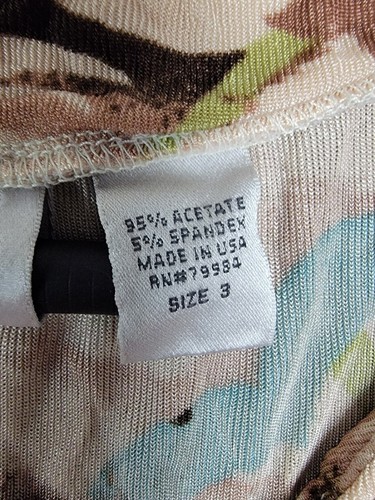 95% ACETATE
5% SPANDEX
MADE IN USA
RN#79984
SIZE 3